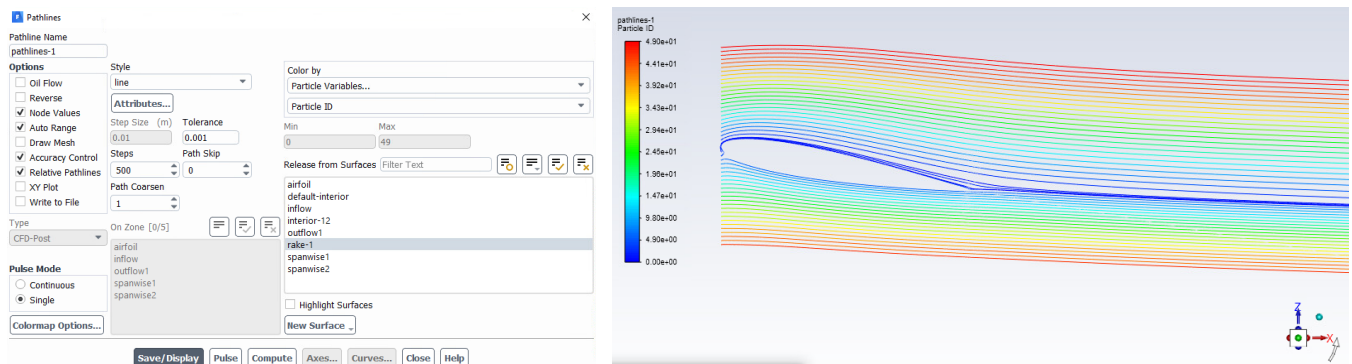 Pathlines
Pathline Name
pathlines-1
Options
Oil Flow
Reverse
Node Values
Auto Range
Draw Mesh
Accuracy Control
Relative Pathlines
XY Plot
Write to File
Type
CFD-Post
Pulse Mode
Continuous
Single
Colormap Options...
Style
line
Attributes...
Step Size (m) Tolerance
0.01 0.001
Steps Path Skip
500 0
Path Coarsen
1
On Zone [0/5]
airfoil
inflow
outflow1
spanwise1
spanwise2
Color by
Particle Variables...
Particle ID
Min Max
0 49
Release from Surfaces Filter Text
airfoil
default-interior
inflow
interior-12
outflow1
rake-1
spanwise1
spanwise2
Highlight Surfaces
New Surface
Save/Display Pulse Compute Axes... Curves... Close Help
pathlines-1
Particle ID
4.90e+01
4.41e+01
3.92e+01
3.43e+01
2.94e+01
2.45e+01
1.96e+01
1.47e+01
9.80e+00
4.90e+00
0.00e+00
Z
X